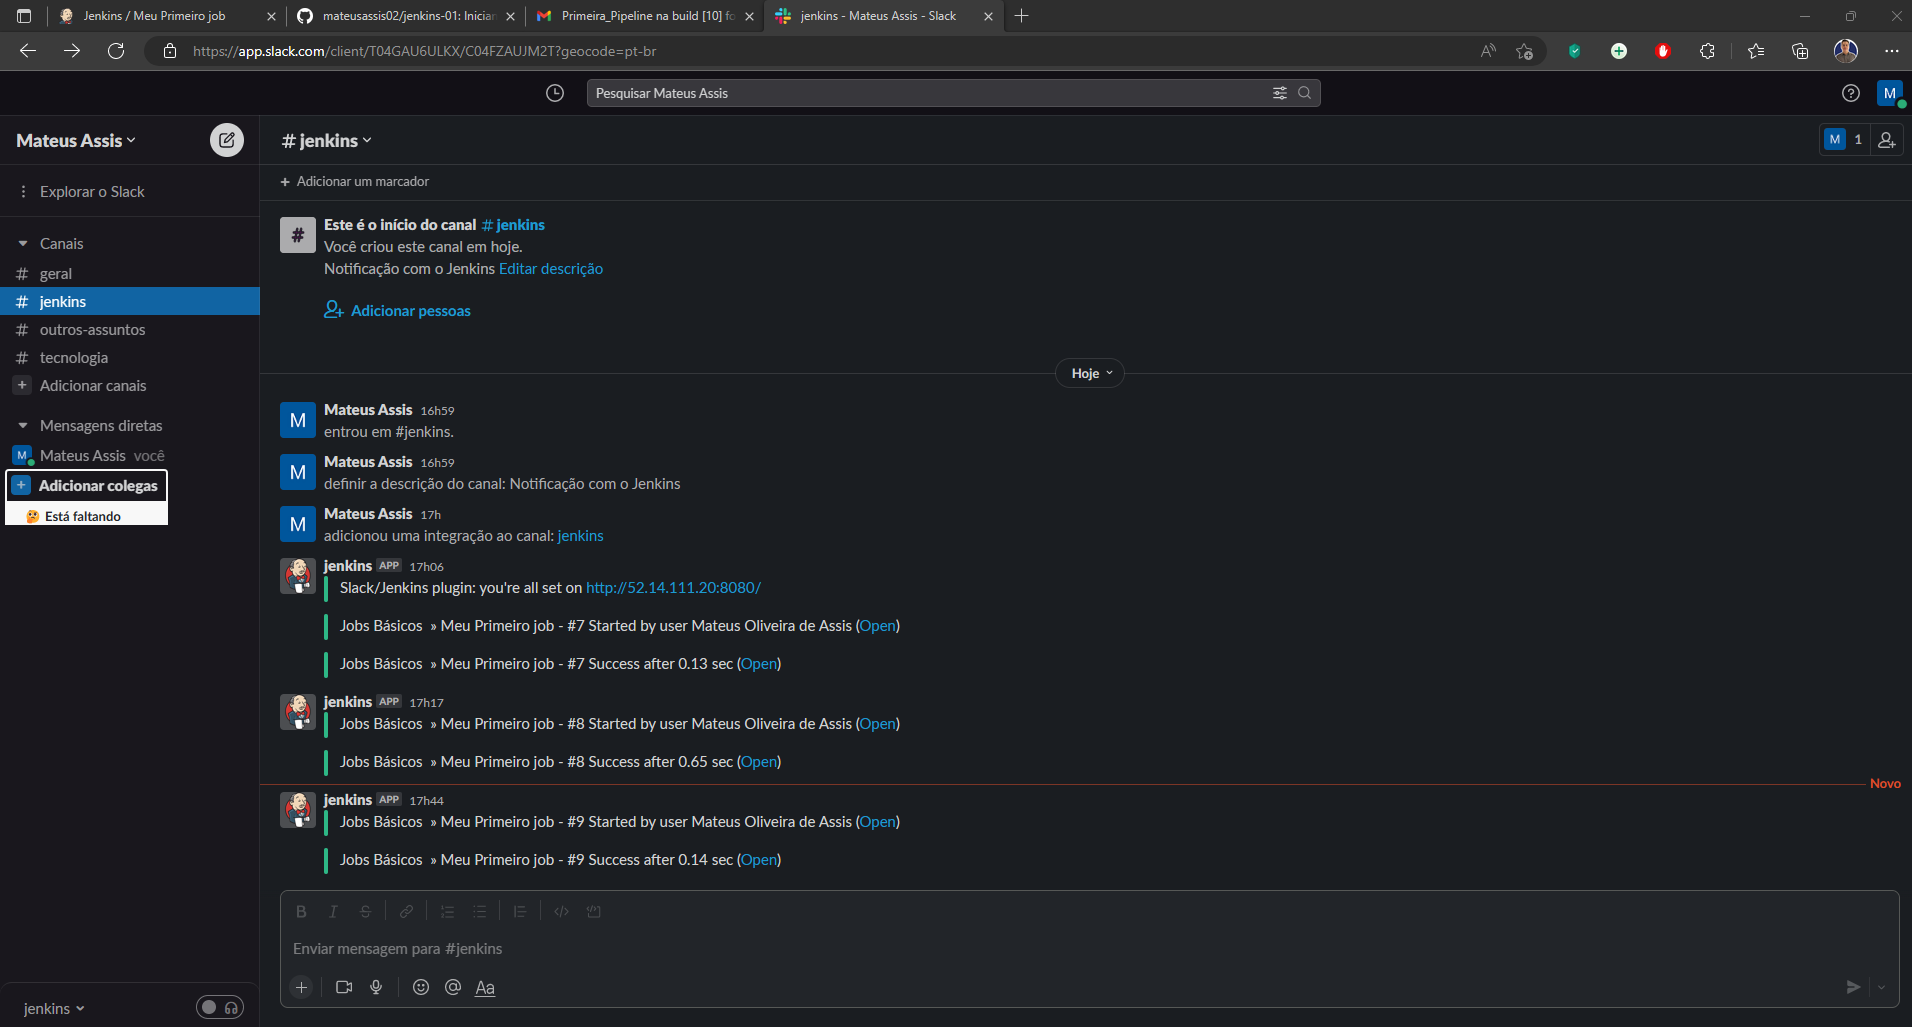 Jenkins / Meu Primeiro job
mateusassis02/jenkins-01: Inician
Primeira_Pipeline na build [10] fo
jenkins - Mateus Assis - Slack
https://app.slack.com/client/T04GAU6ULKX/C04FZAUJM2T?geocode=pt-br
Pesquisar Mateus Assis
M
Mateus Assis
# jenkins
M 1
Explorar o Slack
+ Adicionar um marcador
Canais
# geral
# jenkins
# outros-assuntos
# tecnologia
+ Adicionar canais
Mensagens diretas
M Mateus Assis você
+ Adicionar colegas
🤔 Está faltando
jenkins
#
Este é o início do canal # jenkins
Você criou este canal em hoje.
Notificação com o Jenkins Editar descrição
Adicionar pessoas
Hoje
M
Mateus Assis 16h59
entrou em #jenkins.
M
Mateus Assis 16h59
definir a descrição do canal: Notificação com o Jenkins
M
Mateus Assis 17h
adicionou uma integração ao canal: jenkins
jenkins APP 17h06
Slack/Jenkins plugin: you're all set on http://52.14.111.20:8080/
Jobs Básicos » Meu Primeiro job - #7 Started by user Mateus Oliveira de Assis (Open)
Jobs Básicos » Meu Primeiro job - #7 Success after 0.13 sec (Open)
jenkins APP 17h17
Jobs Básicos » Meu Primeiro job - #8 Started by user Mateus Oliveira de Assis (Open)
Jobs Básicos » Meu Primeiro job - #8 Success after 0.65 sec (Open)
Novo
jenkins APP 17h44
Jobs Básicos » Meu Primeiro job - #9 Started by user Mateus Oliveira de Assis (Open)
Jobs Básicos » Meu Primeiro job - #9 Success after 0.14 sec (Open)
B I S
Enviar mensagem para #jenkins
+ @ Aa